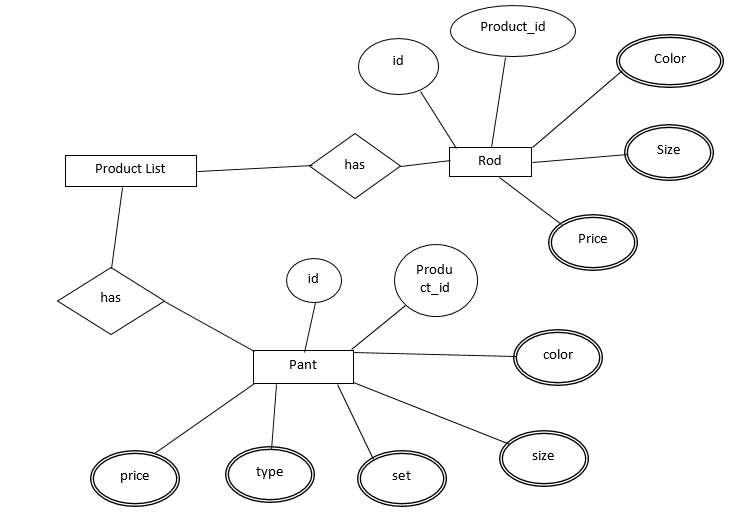 Product_id
id
Color
Product List
has
Rod
Size
Price
has
id
Produ
ct_id
Pant
color
price
type
set
size